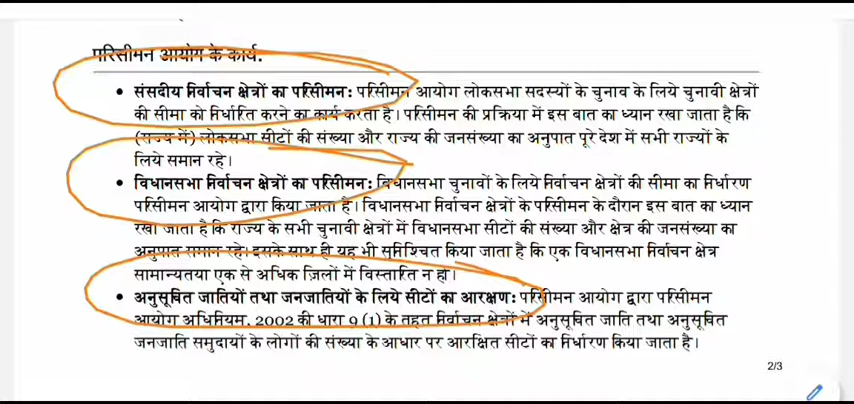 परिसीमन आयोग के कार्य:
• संसदीय निर्वाचन क्षेत्रों का परिसीमन: परिसीमन आयोग लोकसभा सदस्यों के चुनाव के लिये चुनावी क्षेत्रों
की सीमा को निर्धारित करने का कार्य करता है। परिसीमन की प्रक्रिया में इस बात का ध्यान रखा जाता है कि
(राज्य में) लोकसभा सीटों की संख्या और राज्य की जनसंख्या का अनुपात पूरे देश में सभी राज्यों के
लिये समान रहे।
• विधानसभा निर्वाचन क्षेत्रों का परिसीमन: विधानसभा चुनावों के लिये निर्वाचन क्षेत्रों की सीमा का निर्धारण
परिसीमन आयोग द्वारा किया जाता है। विधानसभा निर्वाचन क्षेत्रों के परिसीमन के दौरान इस बात का ध्यान
रखा जाता है कि राज्य के सभी चुनावी क्षेत्रों में विधानसभा सीटों की संख्या और क्षेत्र की जनसंख्या का
अनुपात समान रहे। इसके साथ ही यह भी सुनिश्चित किया जाता है कि एक विधानसभा निर्वाचन क्षेत्र
सामान्यतया एक से अधिक ज़िलों में विस्तारित न हो।
• अनुसूचित जातियों तथा जनजातियों के लिये सीटों का आरक्षण: परिसीमन आयोग द्वारा परिसीमन
आयोग अधिनियम, 2002 की धारा 9 (1) के तहत निर्वाचन क्षेत्रों में अनुसूचित जाति तथा अनुसूचित
जनजाति समुदायों के लोगों की संख्या के आधार पर आरक्षित सीटों का निर्धारण किया जाता है।
2/3